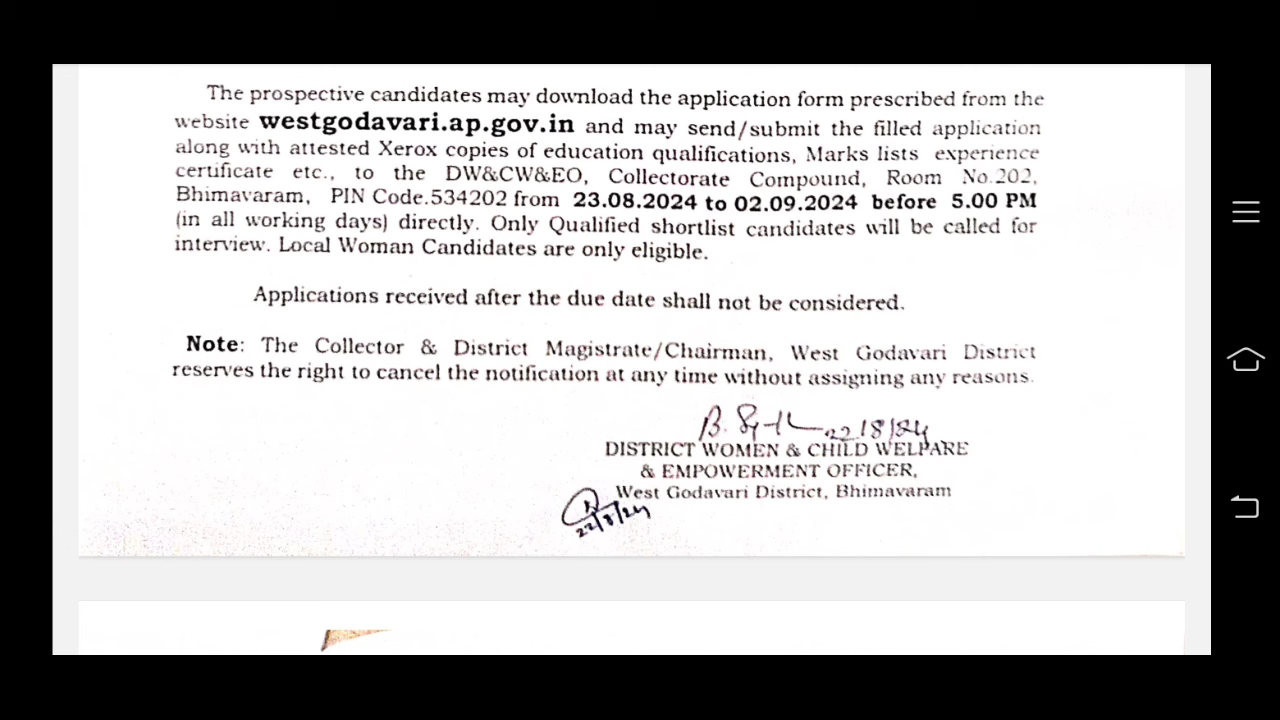 The prospective candidates may download the application form prescribed from the
website westgodavari.ap.gov.in and may send/submit the filled application
along with attested Xerox copies of education qualifications, Marks lists experience
certificate etc., to the DW&CW&EO, Collectorate Compound, Room No.202,
Bhimavaram, PIN Code.534202 from 23.08.2024 to 02.09.2024 before 5.00 PM
(in all working days) directly. Only Qualified shortlist candidates will be called for
interview. Local Woman Candidates are only eligible.
Applications received after the due date shall not be considered.
Note: The Collector & District Magistrate/Chairman, West Godavari District
reserves the right to cancel the notification at any time without assigning any reasons.
22/8/24
DISTRICT WOMEN & CHILD WELFARE
& EMPOWERMENT OFFICER,
West Godavari District, Bhimavaram
22/8/24